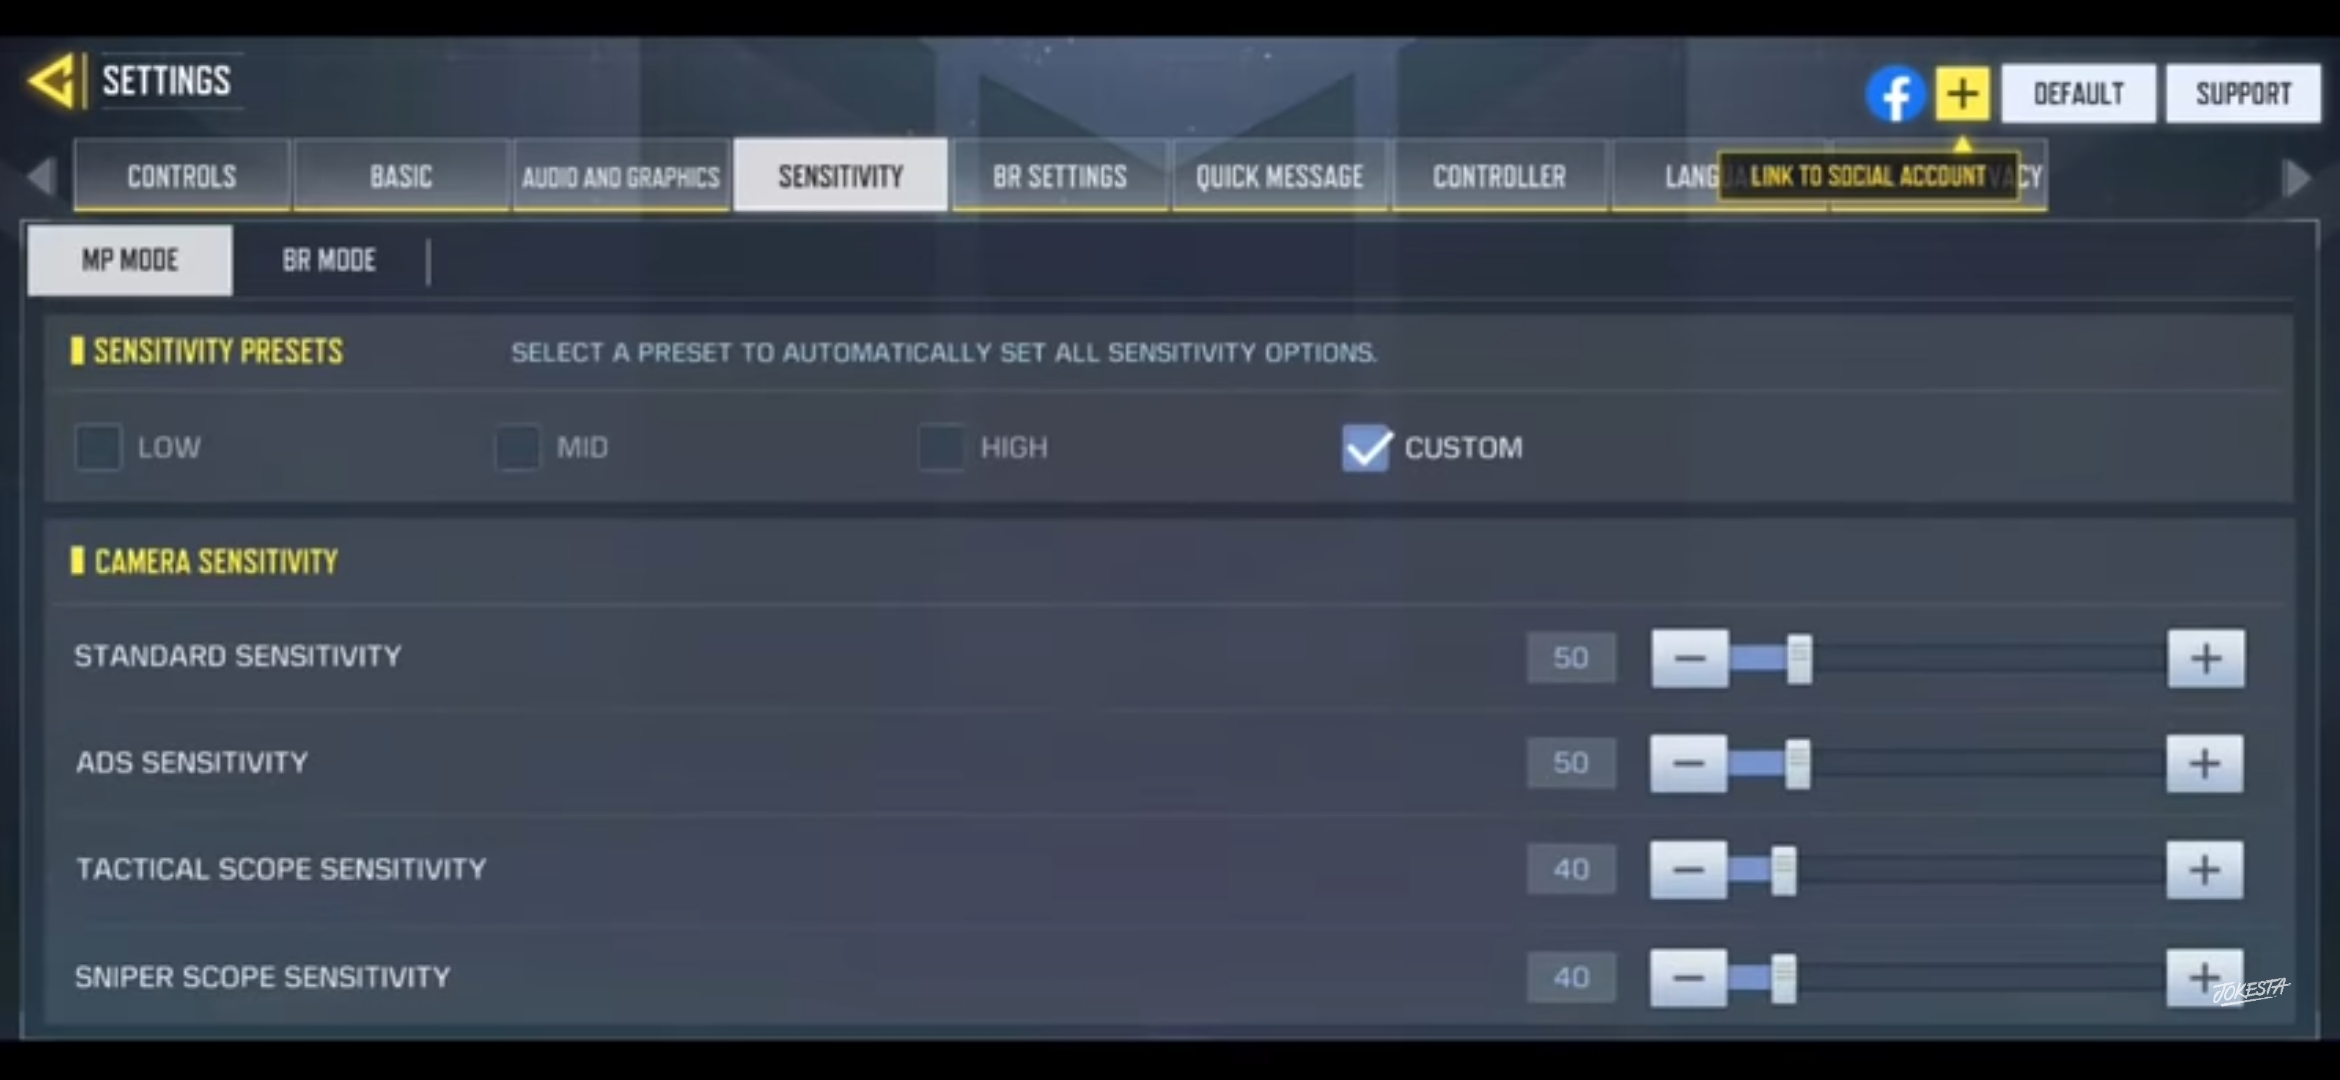 SETTINGS
DEFAULT
SUPPORT
CONTROLS
BASIC
AUDIO AND GRAPHICS
SENSITIVITY
BR SETTINGS
QUICK MESSAGE
CONTROLLER
LANG
LINK TO SOCIAL ACCOUNT
CY
MP MODE
BR MODE
SENSITIVITY PRESETS
SELECT A PRESET TO AUTOMATICALLY SET ALL SENSITIVITY OPTIONS.
LOW
MID
HIGH
CUSTOM
CAMERA SENSITIVITY
STANDARD SENSITIVITY
50
ADS SENSITIVITY
50
TACTICAL SCOPE SENSITIVITY
40
SNIPER SCOPE SENSITIVITY
40
JOKESTA